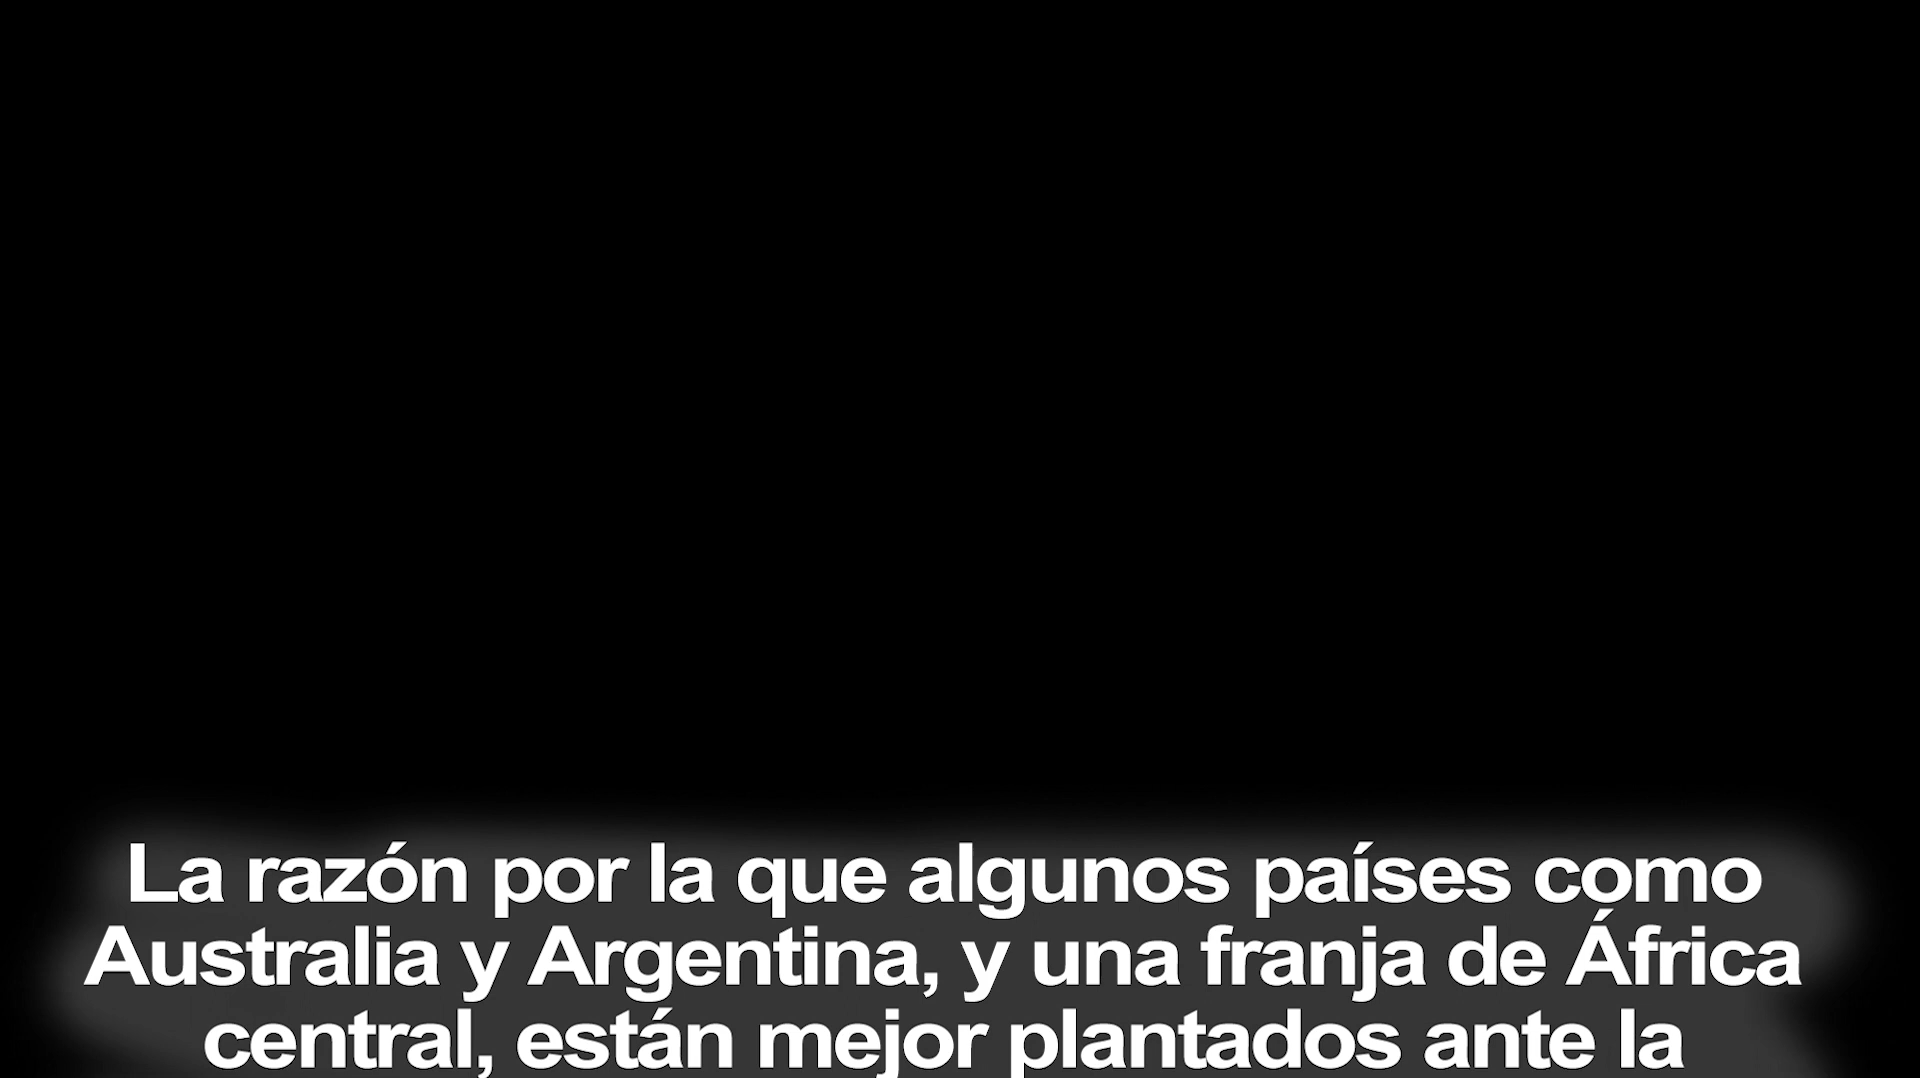 La razón por la que algunos países como
Australia y Argentina, y una franja de África
central, están mejor plantados ante la